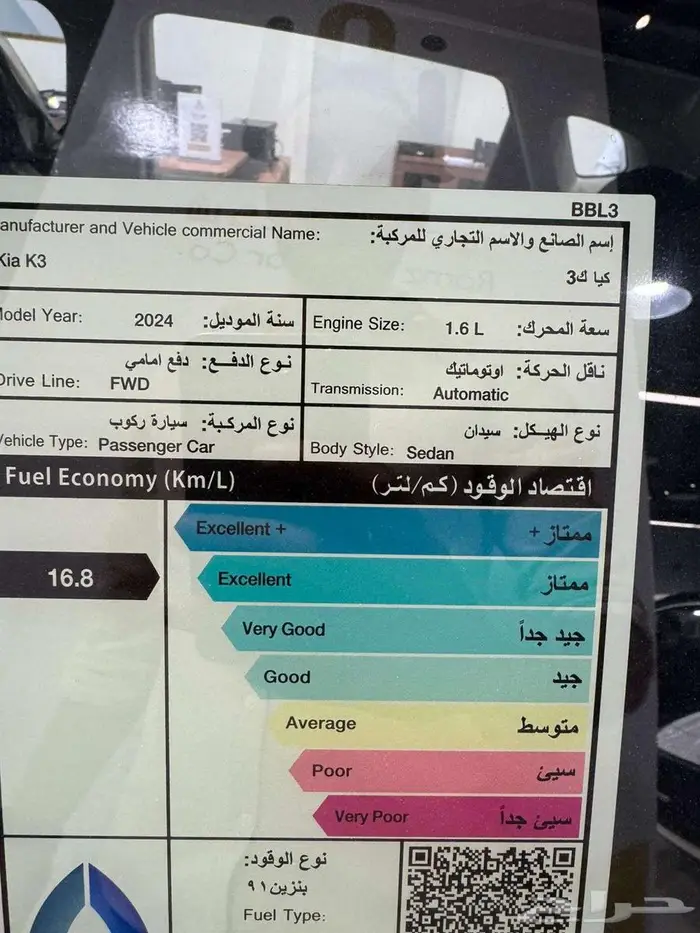 BBL3
anufacturer and Vehicle commercial Name: إسم الصانع والاسم التجاري للمركبة:
Kia K3 كيا ك3
Model Year: 2024 سنة الموديل:
Engine Size: 1.6 L سعة المحرك:
نوع الدفع: دفع امامي
Drive Line: FWD
ناقل الحركة: اوتوماتيك
Transmission: Automatic
نوع المركبة: سيارة ركوب
Vehicle Type: Passenger Car
نوع الهيكل: سيدان
Body Style: Sedan
Fuel Economy (Km/L) اقتصاد الوقود (كم/لتر)
Excellent + ممتاز +
16.8
Excellent ممتاز
Very Good جيد جداً
Good جيد
Average متوسط
Poor سيئ
Very Poor سيئ جداً
نوع الوقود:
بنزين ٩١
Fuel Type:
حراج